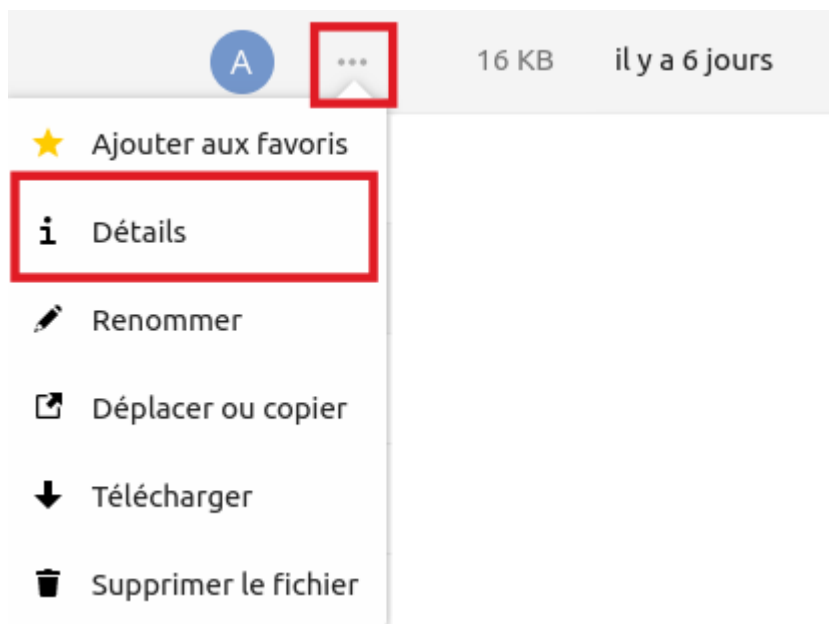 A ... 16 KB il y a 6 jours
Ajouter aux favoris
i Détails
Renommer
Déplacer ou copier
Télécharger
Supprimer le fichier